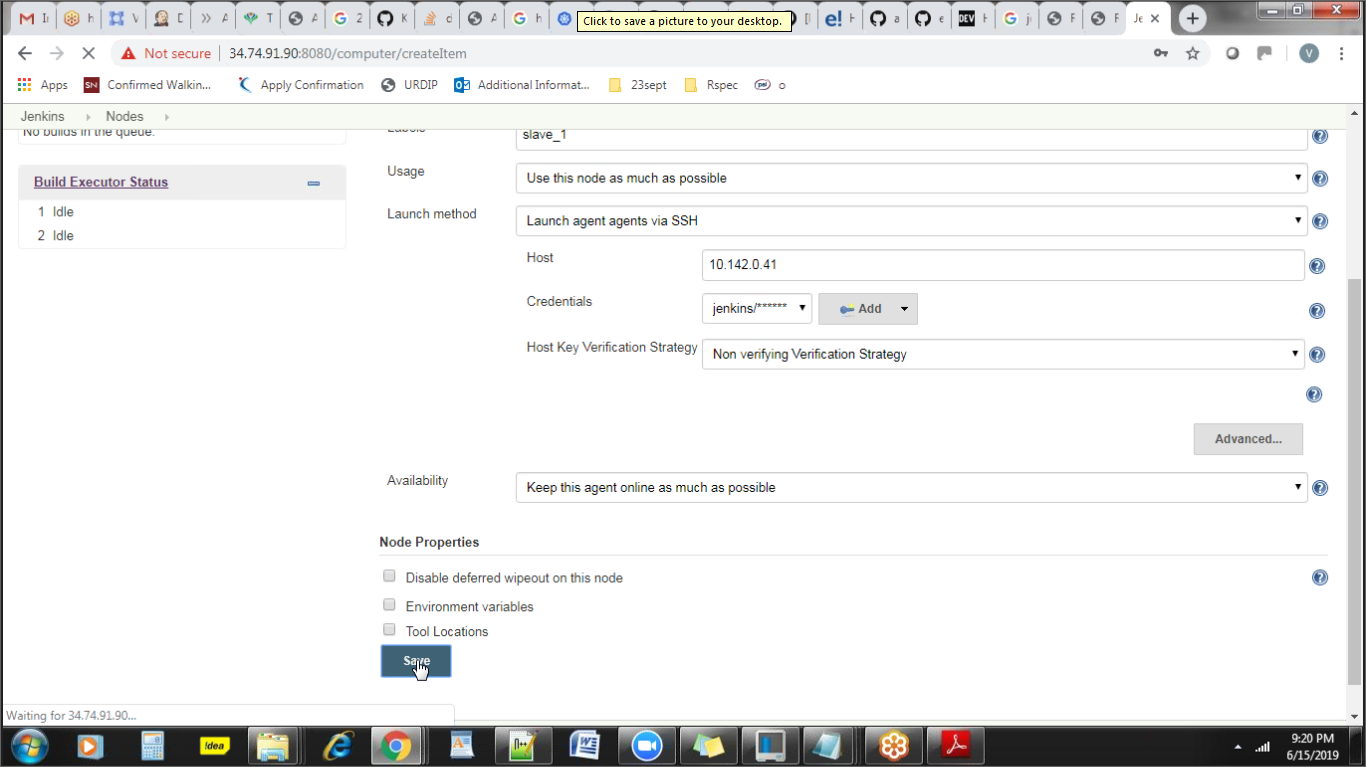 Click to save a picture to your desktop.
Not secure
34.74.91.90:8080/computer/createItem
V
Apps
SN
Confirmed Walkin...
Apply Confirmation
URDIP
Additional Informat...
23sept
Rspec
o
Jenkins
Nodes
No builds in the queue.
Build Executor Status
1 Idle
2 Idle
Labels
slave_1
Usage
Use this node as much as possible
Launch method
Launch agent agents via SSH
Host
10.142.0.41
Credentials
jenkins/******
Add
Host Key Verification Strategy
Non verifying Verification Strategy
Advanced...
Availability
Keep this agent online as much as possible
Node Properties
Disable deferred wipeout on this node
Environment variables
Tool Locations
Save
Waiting for 34.74.91.90...
!dea
9:20 PM
6/15/2019